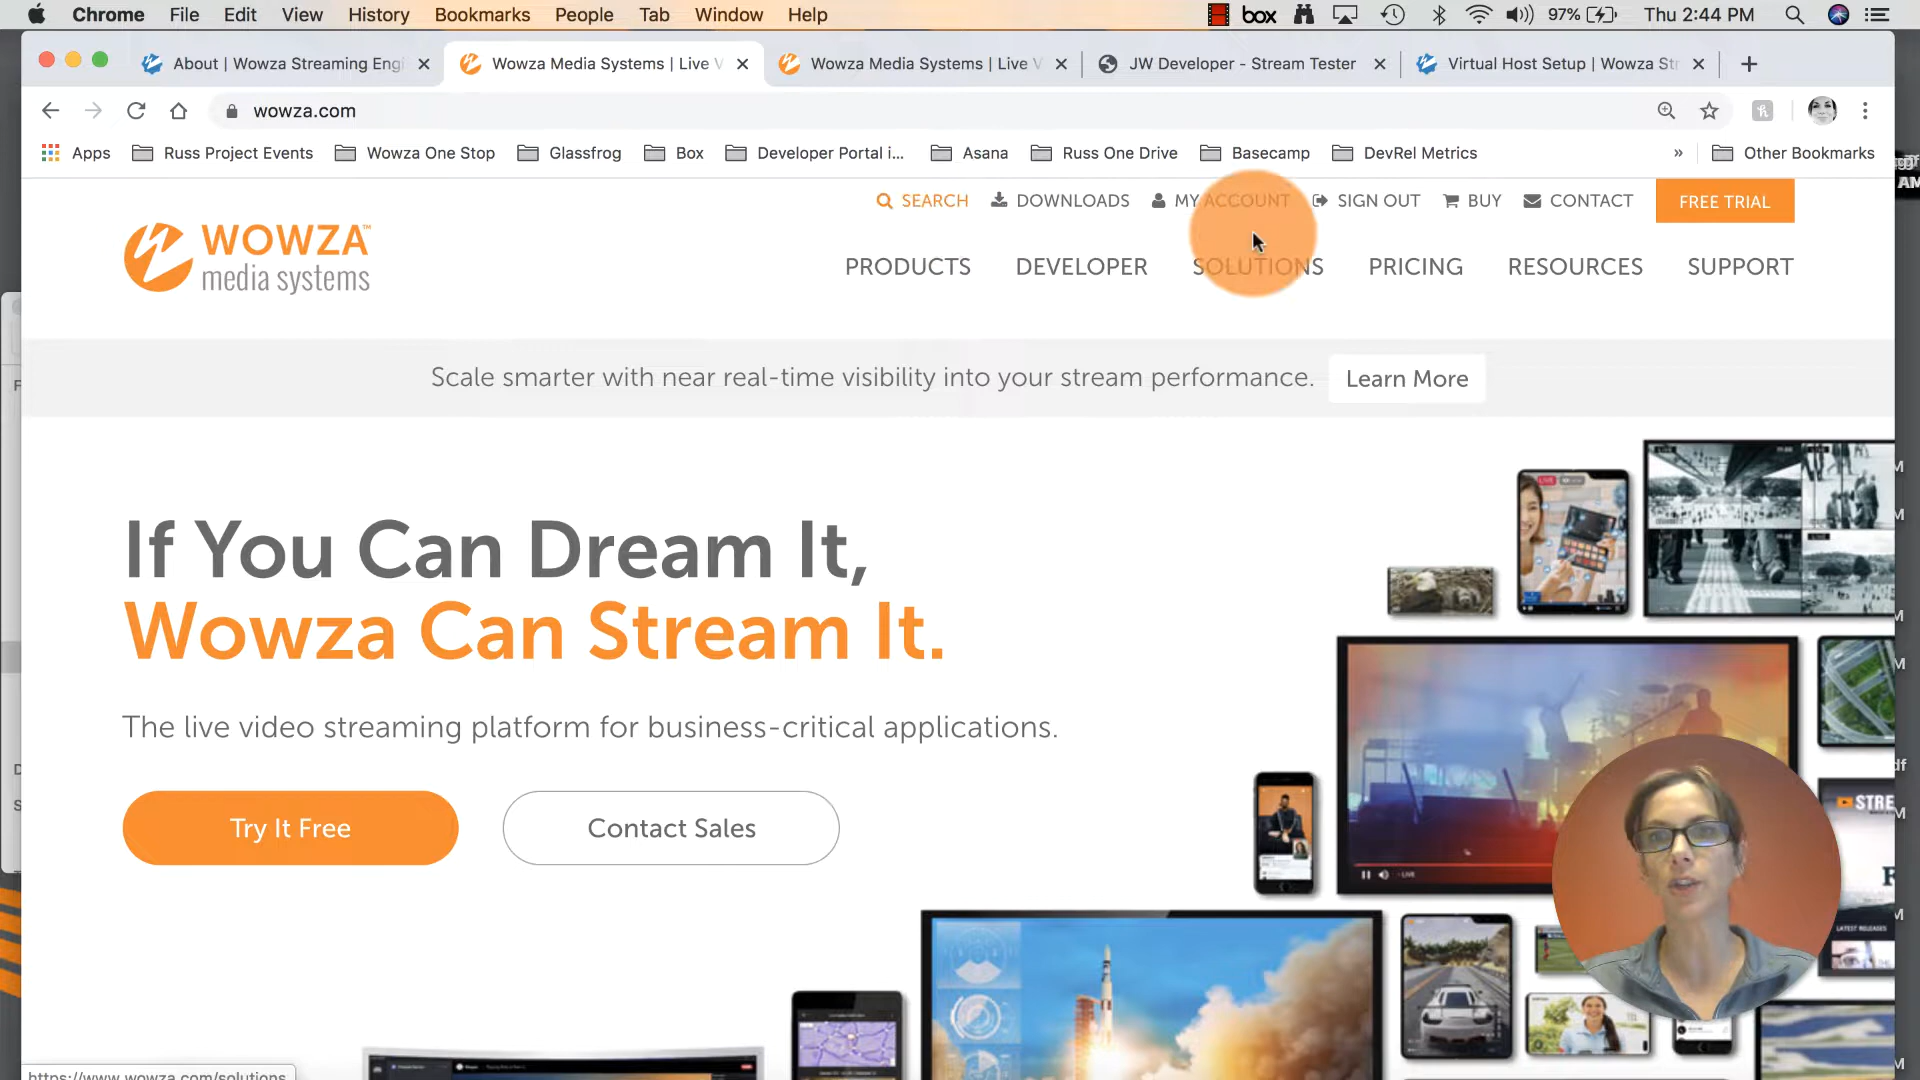 Chrome File Edit View History Bookmarks People Tab Window Help box 97% Thu 2:44 PM
About | Wowza Streaming Engi Wowza Media Systems | Live V Wowza Media Systems | Live V JW Developer - Stream Tester Virtual Host Setup | Wowza Str
wowza.com
Apps Russ Project Events Wowza One Stop Glassfrog Box Developer Portal i... Asana Russ One Drive Basecamp DevRel Metrics » Other Bookmarks
SEARCH DOWNLOADS MY ACCOUNT SIGN OUT BUY CONTACT FREE TRIAL
WOWZA™
media systems
PRODUCTS DEVELOPER SOLUTIONS PRICING RESOURCES SUPPORT
Scale smarter with near real-time visibility into your stream performance. Learn More
If You Can Dream It,
Wowza Can Stream It.
The live video streaming platform for business-critical applications.
Try It Free Contact Sales
STRE
LATEST RELEASES
LIVE
https://www.wowza.com/solutions